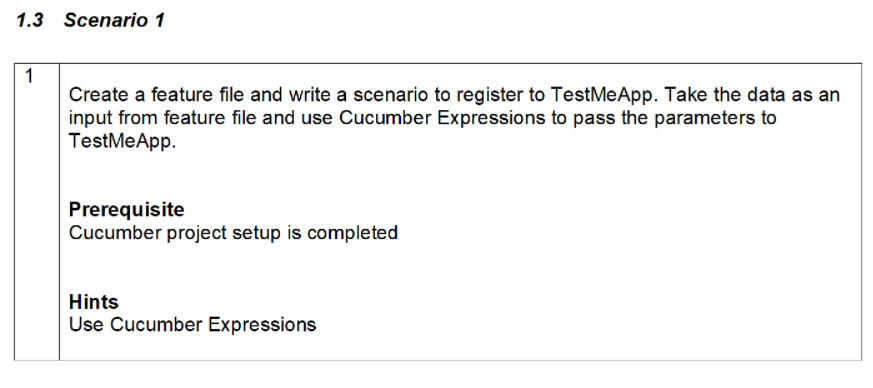 1.3 Scenario 1
1
Create a feature file and write a scenario to register to TestMeApp. Take the data as an
input from feature file and use Cucumber Expressions to pass the parameters to
TestMeApp.
Prerequisite
Cucumber project setup is completed
Hints
Use Cucumber Expressions